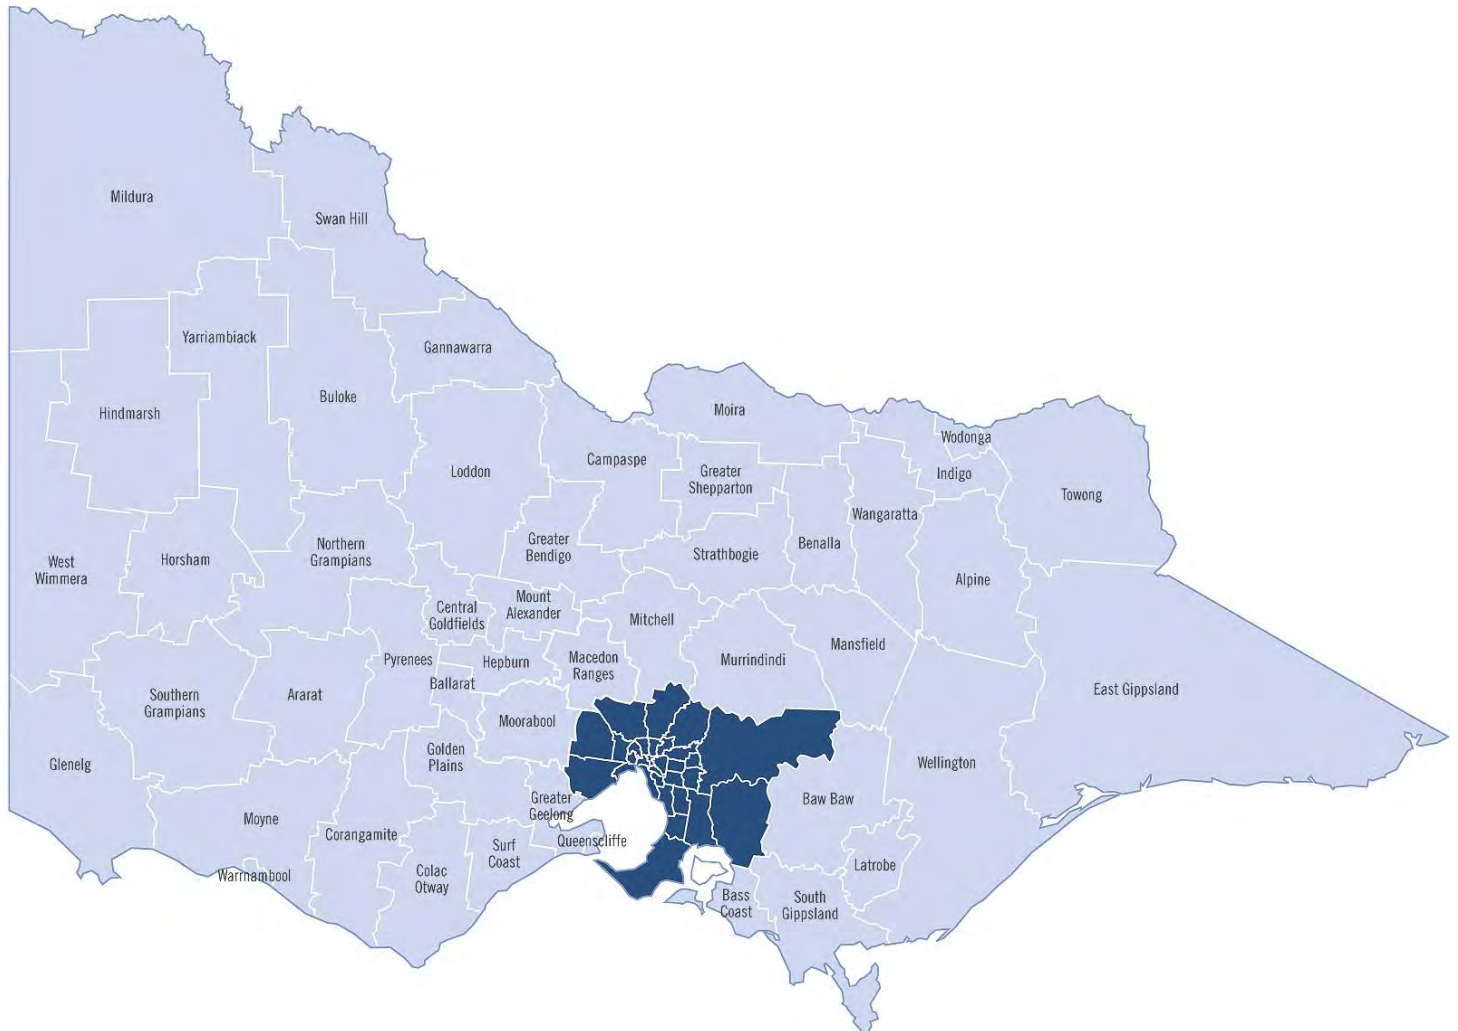 Mildura
Swan Hill
Yarriambiack
Gannawarra
Buloke
Hindmarsh
Moira
Wodonga
Loddon
Campaspe
Greater
Shepparton
Indigo
Towong
Wangaratta
West
Wimmera
Horsham
Northern
Grampians
Greater
Bendigo
Strathbogie
Benalla
Alpine
Central
Goldfields
Mount
Alexander
Mitchell
Mansfield
Pyrenees
Hepburn
Macedon
Ranges
Murrindindi
Ballarat
Southern
Grampians
Ararat
East Gippsland
Moorabool
Glenelg
Golden
Plains
Wellington
Greater
Geelong
Baw Baw
Moyne
Corangamite
Queenscliffe
Surf
Coast
Warrnambool
Colac
Otway
Latrobe
Bass
Coast
South
Gippsland